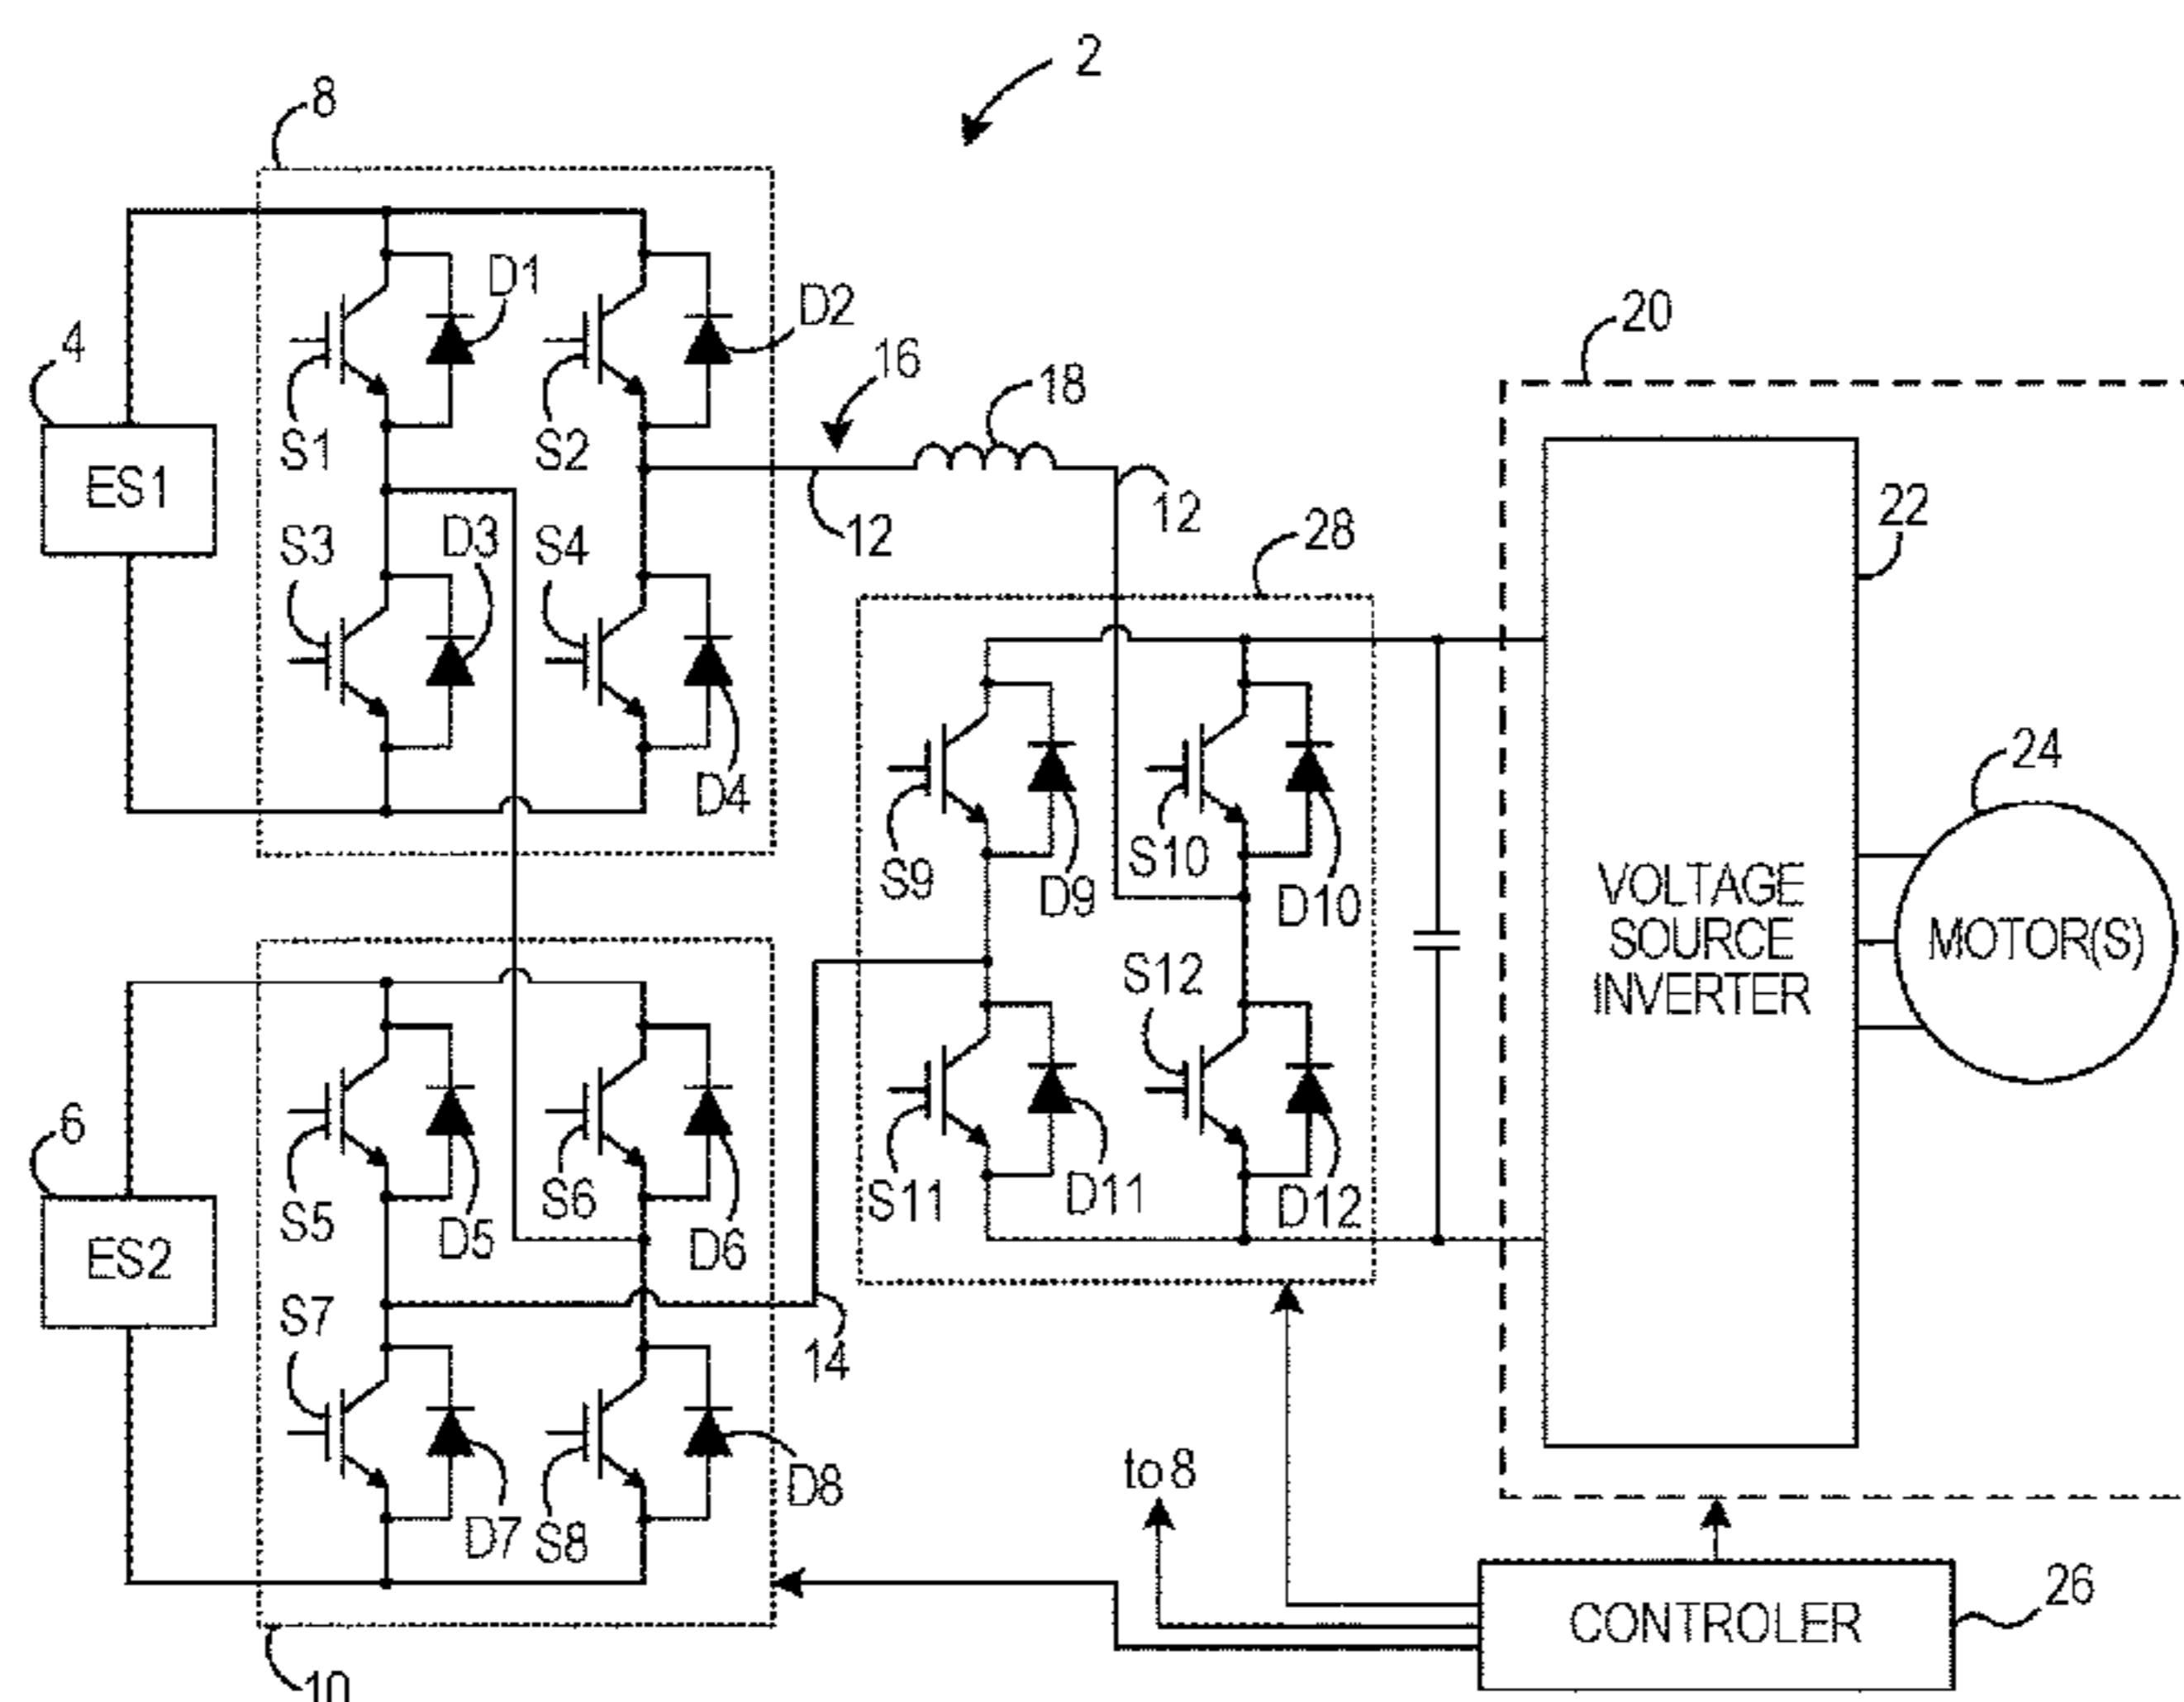 2
8
D1
D2
20
4
16
18
S1
S2
ES1
22
12
12
S3
D3
S4
28
D4
24
S9
D9
S10
D10
VOLTAGE
SOURCE
INVERTER
MOTOR(S)
S12
6
S5
D5
S6
D6
S11
D11
D12
ES2
S7
14
to 8
D7
S8
D8
26
CONTROLER
10